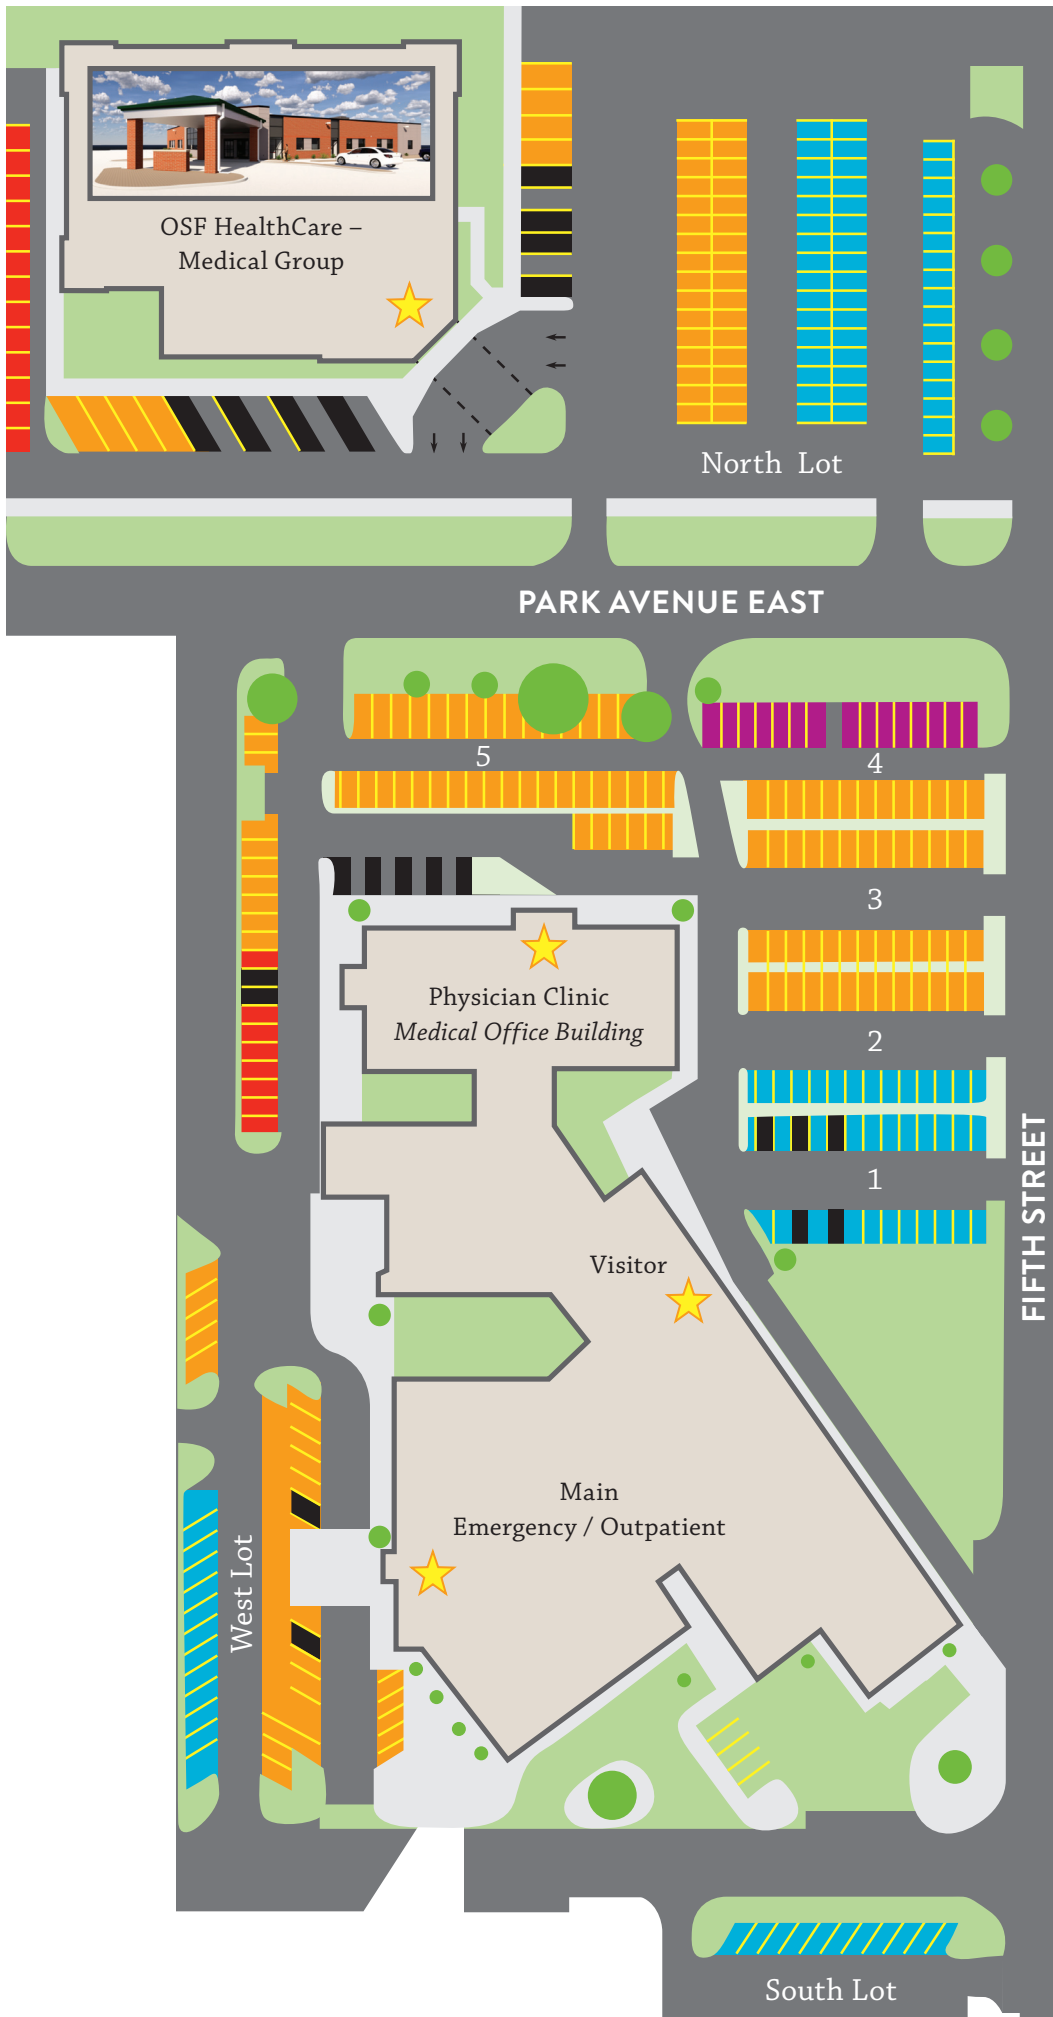 OSF HealthCare –
Medical Group
North Lot
PARK AVENUE EAST
5
4
3
Physician Clinic
Medical Office Building
2
1
FIFTH STREET
Visitor
Main
Emergency / Outpatient
West Lot
South Lot